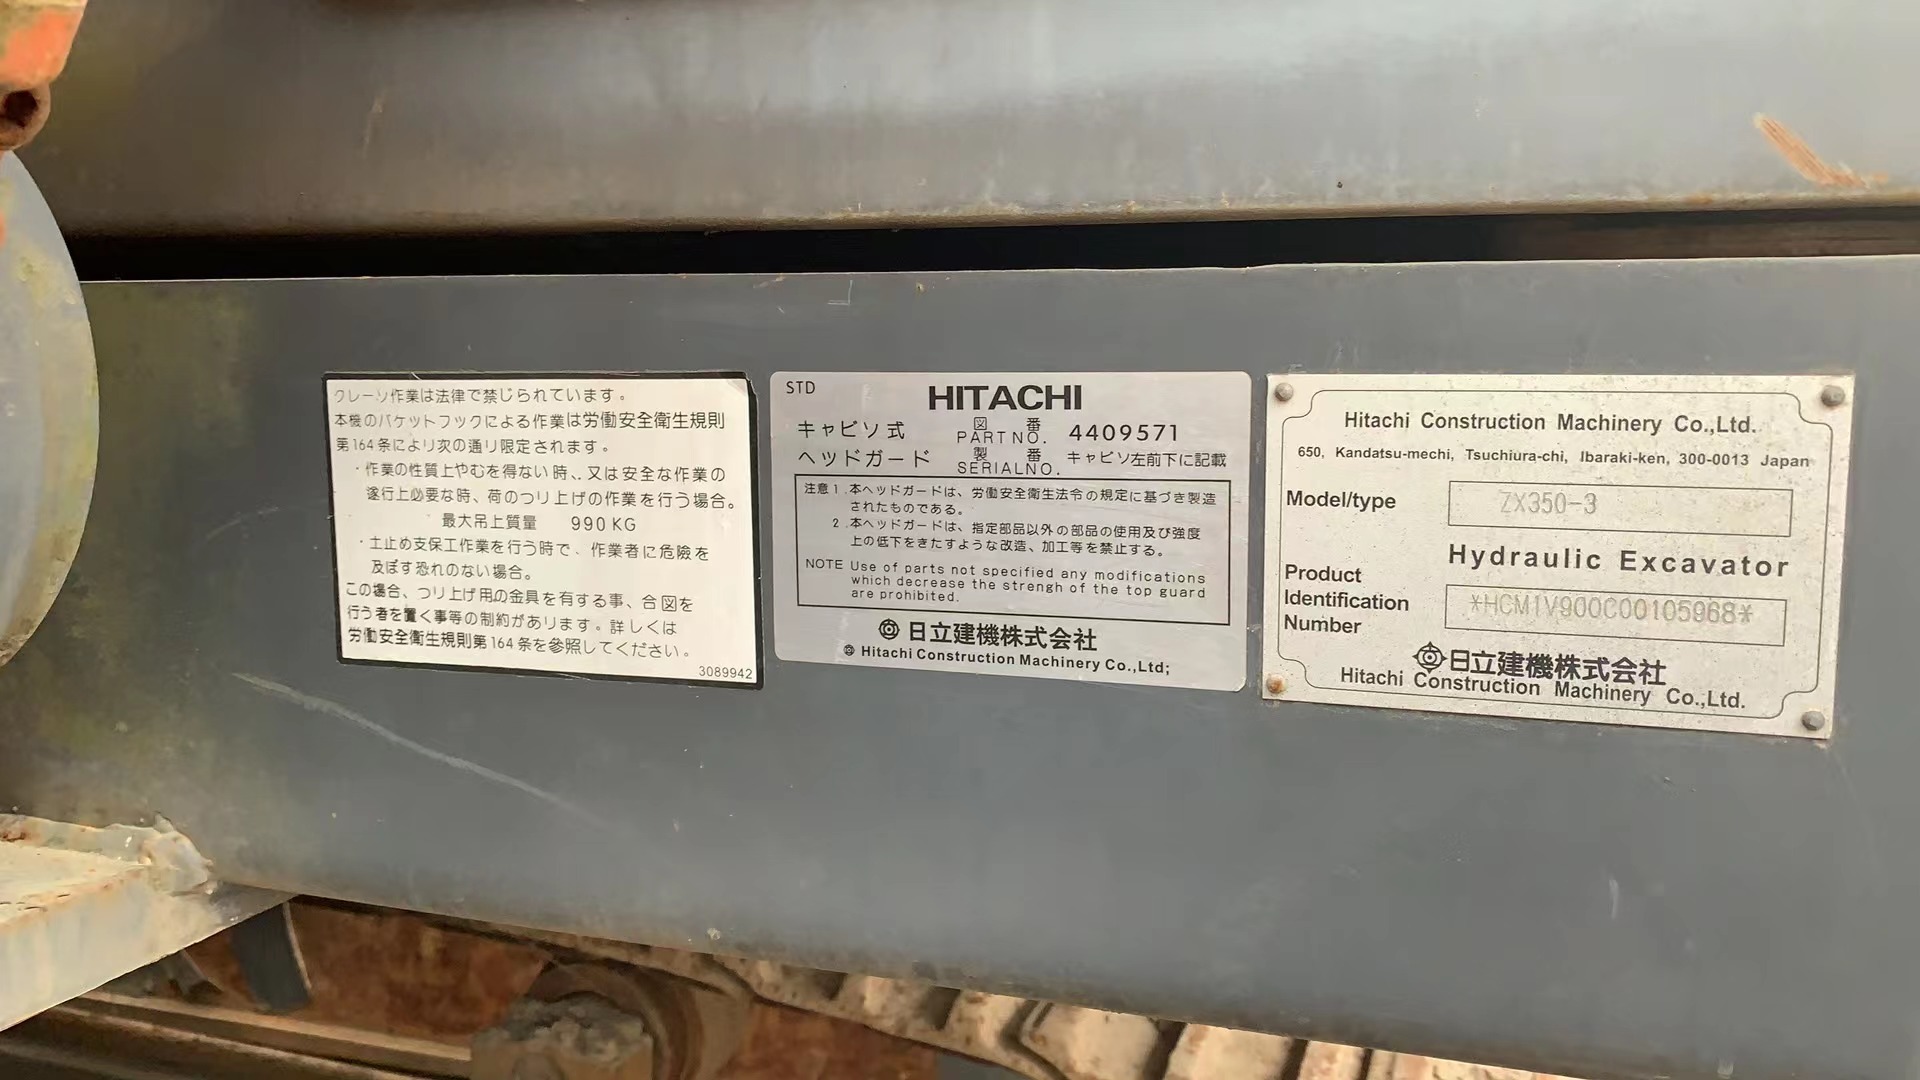 クレーン作業は法律で禁じられています。
本機のバケットフックによる作業は労働安全衛生規則
第164条により次の通り限定されます。
・作業の性質上やむを得ない時、又は安全な作業の
遂行上必要な時、荷のつり上げの作業を行う場合。
最大吊上質量 990KG
・土止め支保工作業を行う時で、作業者に危険を
及ぼす恐れのない場合。
この場合、つり上げ用の金具を有する事、合図を
行う者を置く事等の制約があります。詳しくは
労働安全衛生規則第164条を参照してください。
3089942
STD
HITACHI
キャビン式
ヘッドガード
図番
PART NO. 4409571
製番
SERIAL NO. キャビン左前下に記載
注意 1. 本ヘッドガードは、労働安全衛生法令の規定に基づき製造
されたものである。
2. 本ヘッドガードは、指定部品以外の部品の使用及び強度
上の低下をきたすような改造、加工等を禁止する。
NOTE Use of parts not specified any modifications
which decrease the strengh of the top guard
are prohibited.
日立建機株式会社
Hitachi Construction Machinery Co.,Ltd;
Hitachi Construction Machinery Co.,Ltd.
650, Kandatsu-mechi, Tsuchiura-chi, Ibaraki-ken, 300-0013 Japan
Model/type ZX350-3
Hydraulic Excavator
Product
Identification
Number
*HCM1V900C00105968*
日立建機株式会社
Hitachi Construction Machinery Co.,Ltd.